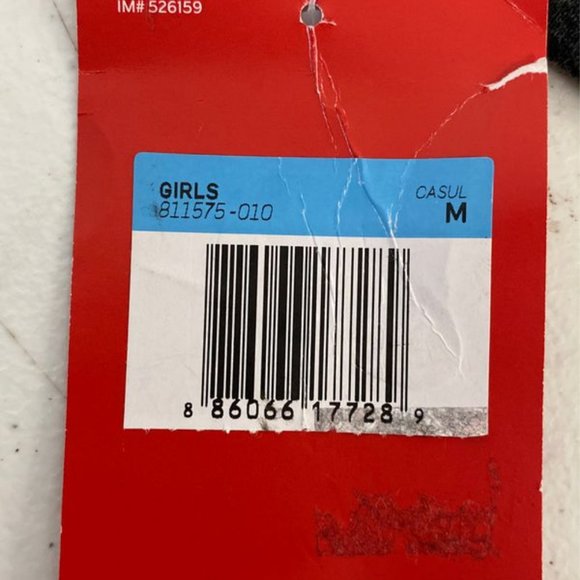 IM# 526159
GIRLS
811575-010
CASUL
M
8 86066 17728 9